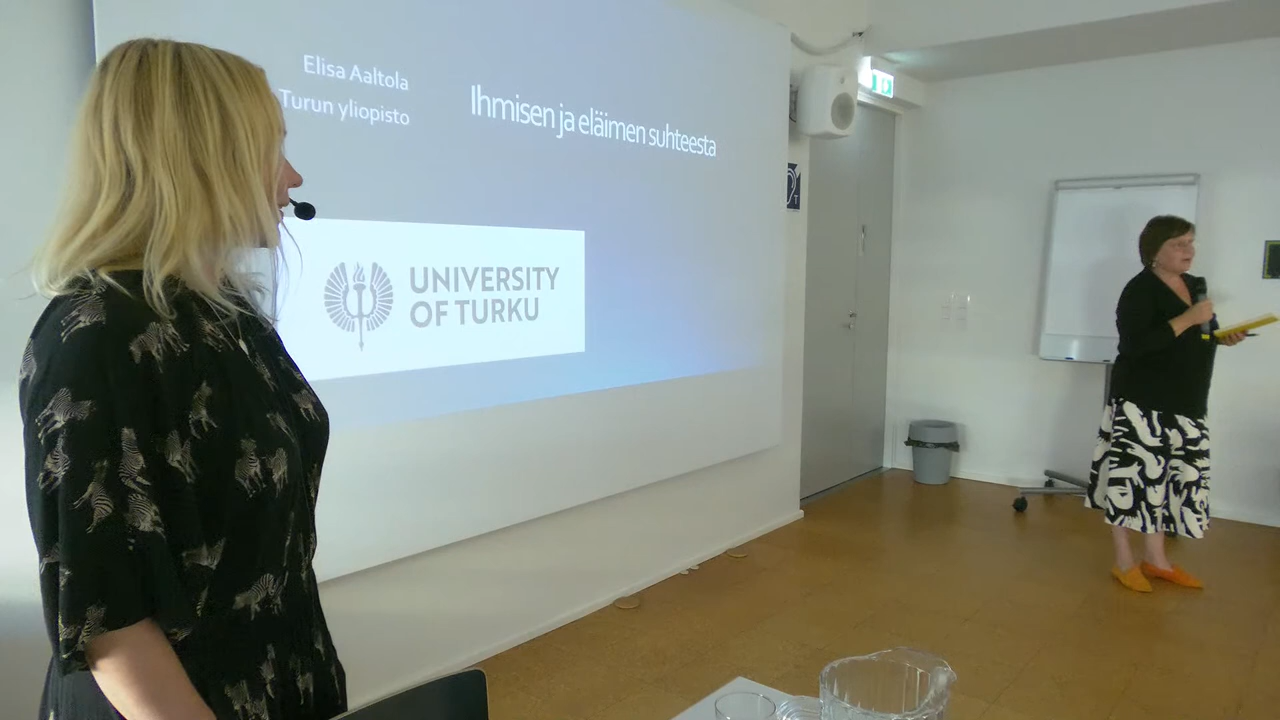 Elisa Aaltola
Turun yliopisto
Ihmisen ja eläimen suhteesta
UNIVERSITY
OF TURKU
T